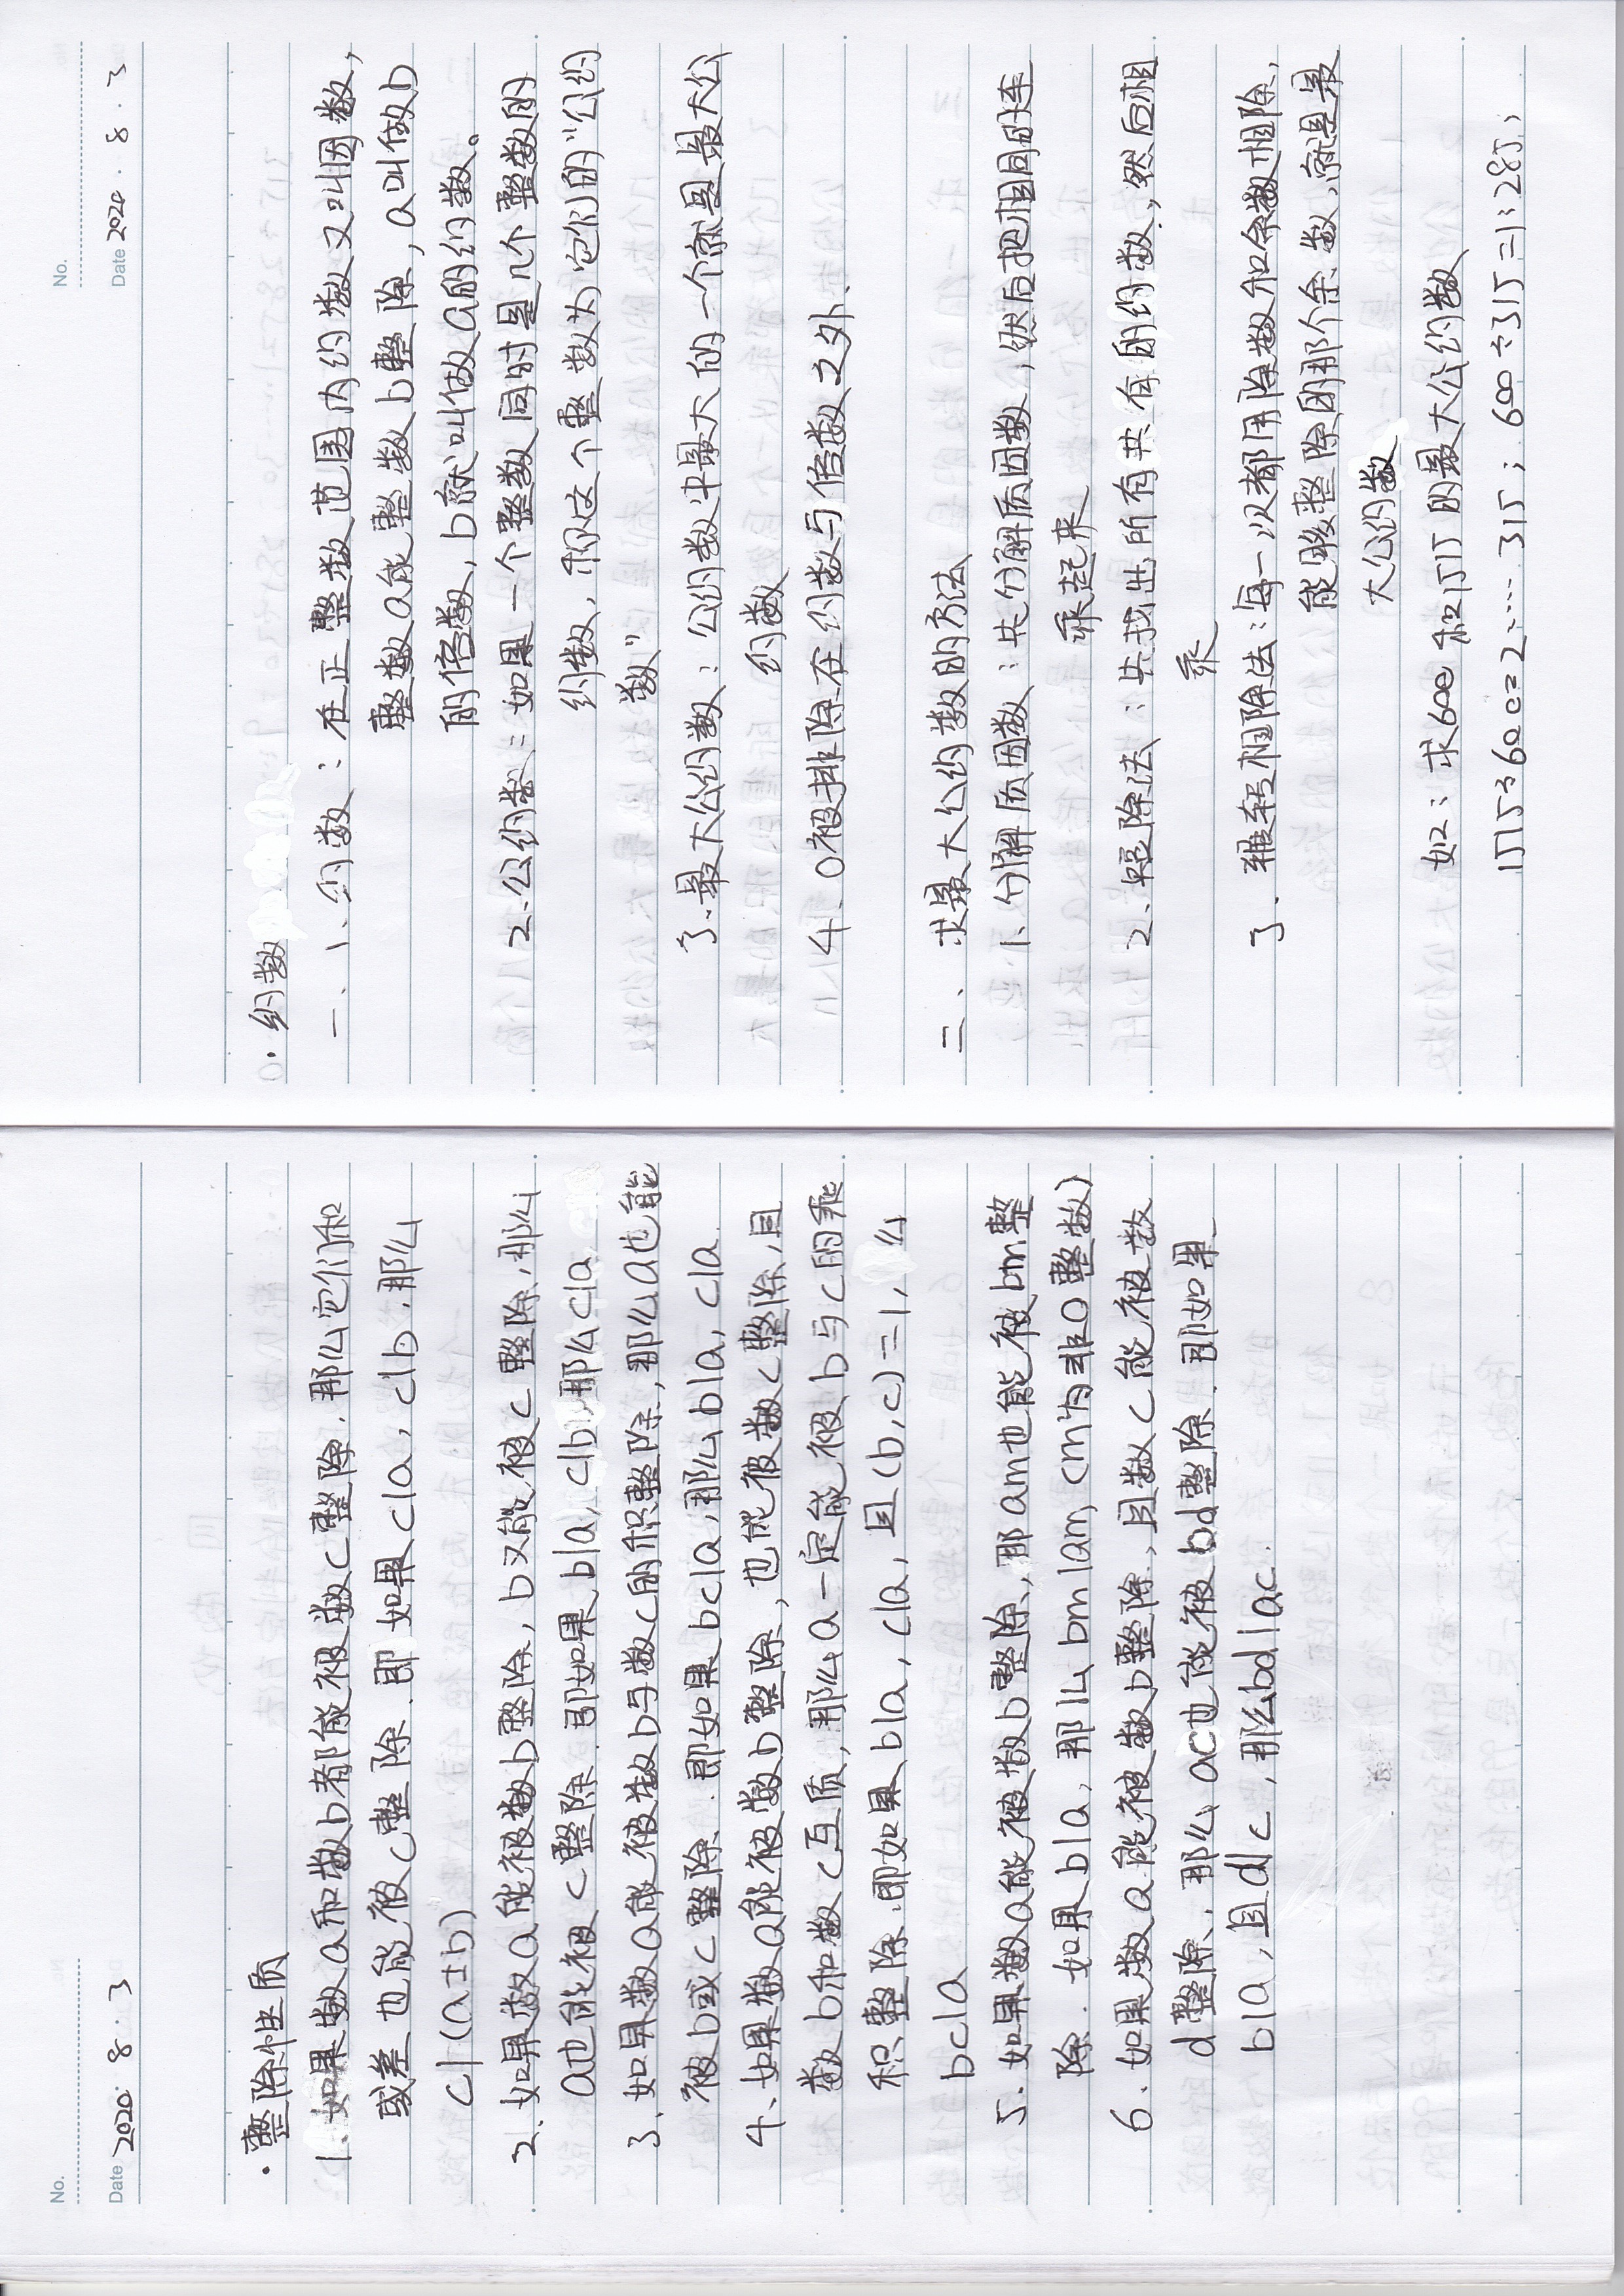 No.
Date 2020 · 8 · 3
· 整除性质
1、如果数a和数b都能被数c整除,那么它们和
或差也能被c整除.即如果c|a,c|b,那么
c|(a±b)
2、如果数a能被数b整除,b又能被c整除,那么
a也能被c整除.即如果b|a,c|b,那么c|a.
3、如果数a能被数b与数c的积整除,那么a也能
被b或c整除.即如果bc|a,那么b|a,c|a.
4、如果数a能被数b整除,也能被数c整除,且
数b和数c互质,那么a一定能被b与c的乖
积整除.即如果b|a,c|a,且(b,c)=1,么
bc|a
5、如果数a能被数b整除,那am也能被bm整
除.如果b|a,那么bm|am,(m为非0整数)
6、如果数a能被数b整除,且数c能被数
d整除,那么ac也能被bd整除.即如果
b|a,且d|c,那么bd|ac.
No.
Date 2020 · 8 · 3
· 约数
一、1、约数:在正整数范围内约数又叫因数,
整数a能整数b整除,a叫做b
的倍数,b就叫做a的约数。
2、公约数:如果一个整数同时是几个整数的
约数,称这个整数为它们的"公约
数"
3、最大公约数:公约数中最大的一个就是最大公
约数
4、0被排除在约数与倍数之外.
二、求最大公约数的方法
1、分解质因数:先分解质因数,然后把相同的连
乘起来
2、短除法:先找出所有共有的约数,然后相
乘
3、辗转相除法:每一次都用除数和余数相除,
能够整除的那个余数,就是最
大公约数
如:求600和1515的最大公约数
1515÷600=2……315;600÷315=1……285;